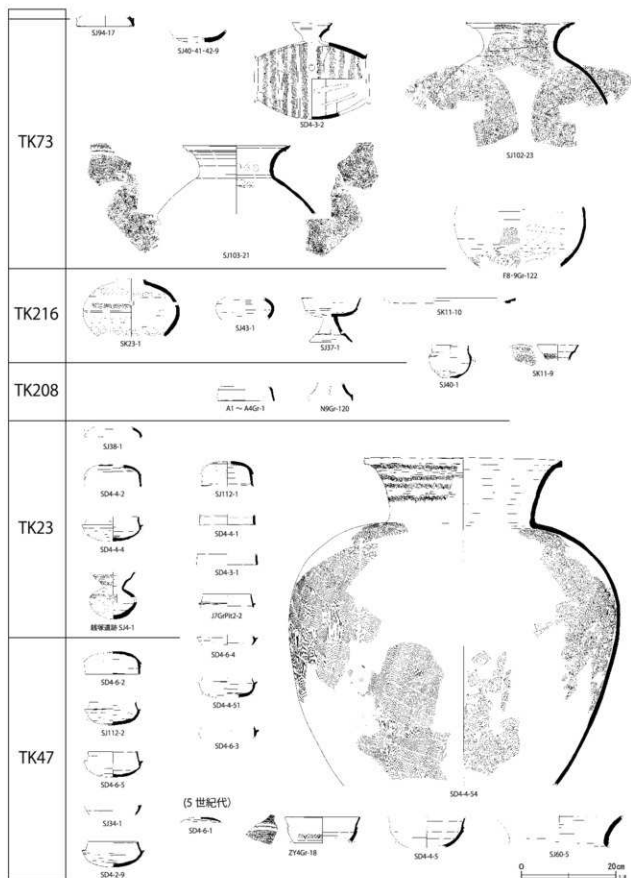 SJ94-17
SJ40・41・42-9
SD4-3-2
SJ102-23
TK73
SJ103-21
F8・9Gr-122
TK216
SK23-1
SJ43-1
SJ37-1
SK11-10
SJ40-1
SK11-9
TK208
A1～A4Gr-1
N9Gr-120
TK23
SJ38-1
SD4-4-2
SJ112-1
SD4-4-4
SD4-4-1
SD4-3-1
越塚遺跡 SJ4-1
J7GrPit2-2
TK47
SD4-6-4
SD4-6-2
SD4-4-51
SJ112-2
SD4-6-3
SD4-6-5
SD4-4-54
SJ34-1
(5 世紀代)
SD4-6-1
ZY4Gr-18
SD4-4-5
SJ60-5
SD4-2-9
0 20cm